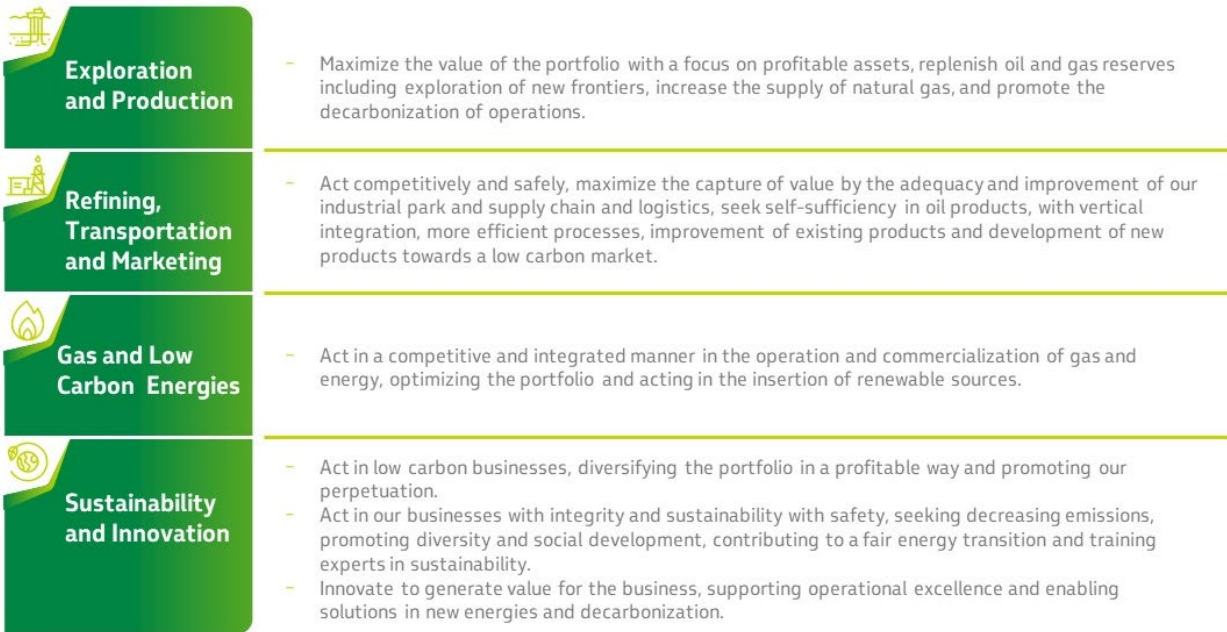 Exploration
and Production
– Maximize the value of the portfolio with a focus on profitable assets, replenish oil and gas reserves
including exploration of new frontiers, increase the supply of natural gas, and promote the
decarbonization of operations.
Refining,
Transportation
and Marketing
– Act competitively and safely, maximize the capture of value by the adequacy and improvement of our
industrial park and supply chain and logistics, seek self-sufficiency in oil products, with vertical
integration, more efficient processes, improvement of existing products and development of new
products towards a low carbon market.
Gas and Low
Carbon Energies
– Act in a competitive and integrated manner in the operation and commercialization of gas and
energy, optimizing the portfolio and acting in the insertion of renewable sources.
Sustainability
and Innovation
– Act in low carbon businesses, diversifying the portfolio in a profitable way and promoting our
perpetuation.
– Act in our businesses with integrity and sustainability with safety, seeking decreasing emissions,
promoting diversity and social development, contributing to a fair energy transition and training
experts in sustainability.
– Innovate to generate value for the business, supporting operational excellence and enabling
solutions in new energies and decarbonization.